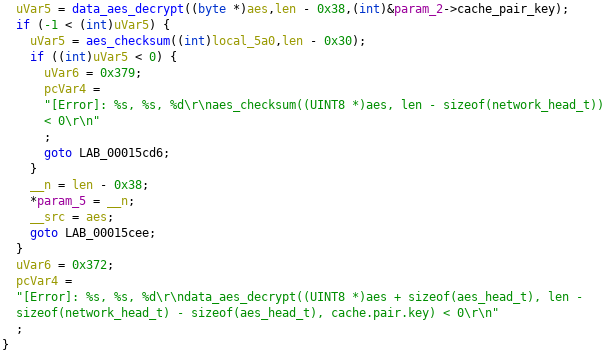 uVar5 = data_aes_decrypt((byte *)aes,len - 0x38,(int)&param_2->cache_pair_key);
if (-1 < (int)uVar5) {
uVar5 = aes_checksum((int)local_5a0,len - 0x30);
if ((int)uVar5 < 0) {
uVar6 = 0x379;
pcVar4 =
"[Error]: %s, %s, %d\r\naes_checksum((UINT8 *)aes, len - sizeof(network_head_t))
< 0\r\n"
;
goto LAB_00015cd6;
}
__n = len - 0x38;
*param_5 = __n;
__src = aes;
goto LAB_00015cee;
}
uVar6 = 0x372;
pcVar4 =
"[Error]: %s, %s, %d\r\ndata_aes_decrypt((UINT8 *)aes + sizeof(aes_head_t), len -
sizeof(network_head_t) - sizeof(aes_head_t), cache.pair.key) < 0\r\n"
;
}